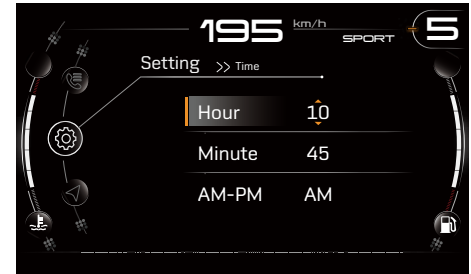 195 km/h
SPORT 5
Setting >> Time
Hour 10
Minute 45
AM-PM AM